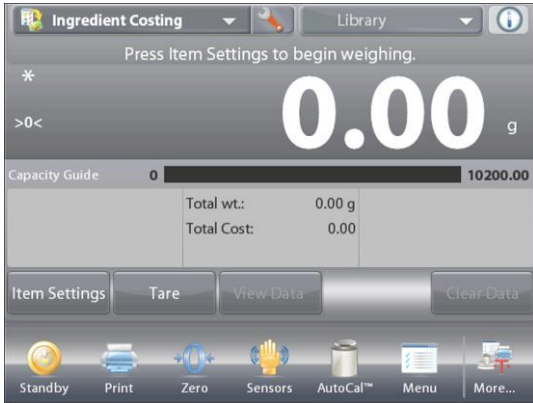 Ingredient Costing
Library
Press Item Settings to begin weighing.
*
>0<
0.00 g
Capacity Guide 0 10200.00
Total wt.: 0.00 g
Total Cost: 0.00
Item Settings Tare View Data Clear Data
Standby Print Zero Sensors AutoCal™ Menu More...